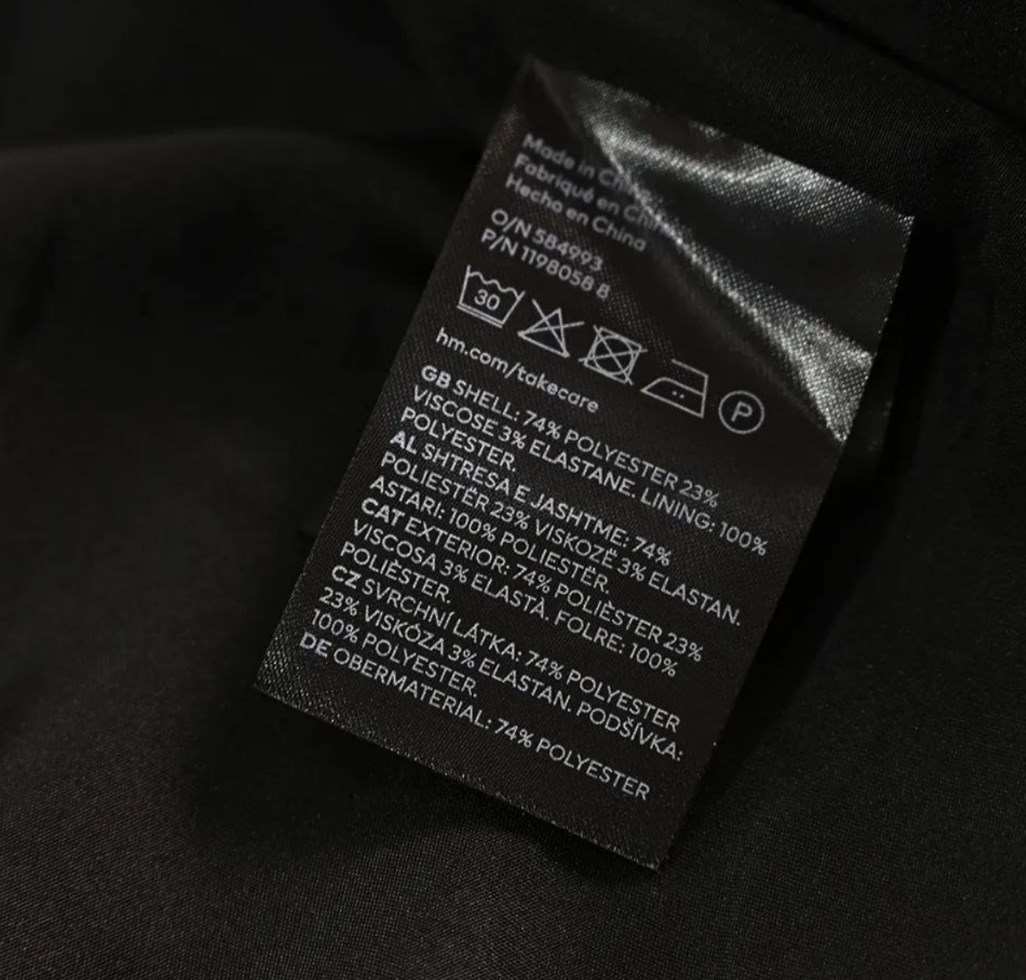 Made in Chi
Fabriqué en Chi
Hecho en China
O/N 584993
P/N 1198058 8
30
P
hm.com/takecare
GB SHELL: 74% POLYESTER 23%
VISCOSE 3% ELASTANE. LINING: 100%
POLYESTER.
AL SHTRESA E JASHTME: 74%
POLIESTËR 23% VISKOZË 3% ELASTAN.
ASTARI: 100% POLIESTËR.
CAT EXTERIOR: 74% POLIÈSTER 23%
VISCOSA 3% ELASTÀ. FOLRE: 100%
POLIÈSTER.
CZ SVRCHNÍ LÁTKA: 74% POLYESTER
23% VISKÓZA 3% ELASTAN. PODŠÍVKA:
100% POLYESTER.
DE OBERMATERIAL: 74% POLYESTER